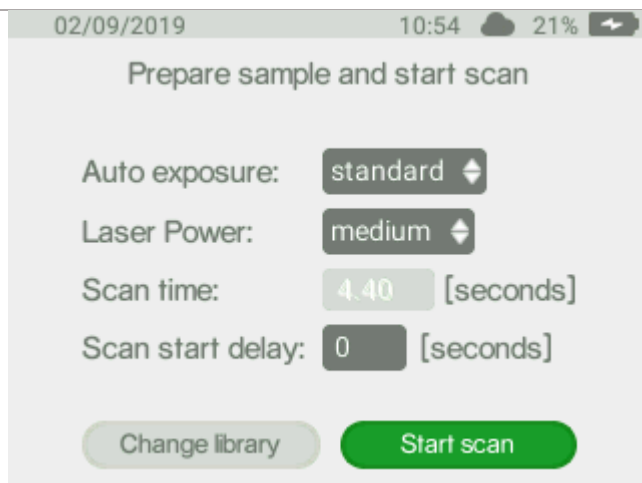 02/09/2019 10:54 21%
Prepare sample and start scan
Auto exposure: standard
Laser Power: medium
Scan time: 4.40 [seconds]
Scan start delay: 0 [seconds]
Change library Start scan